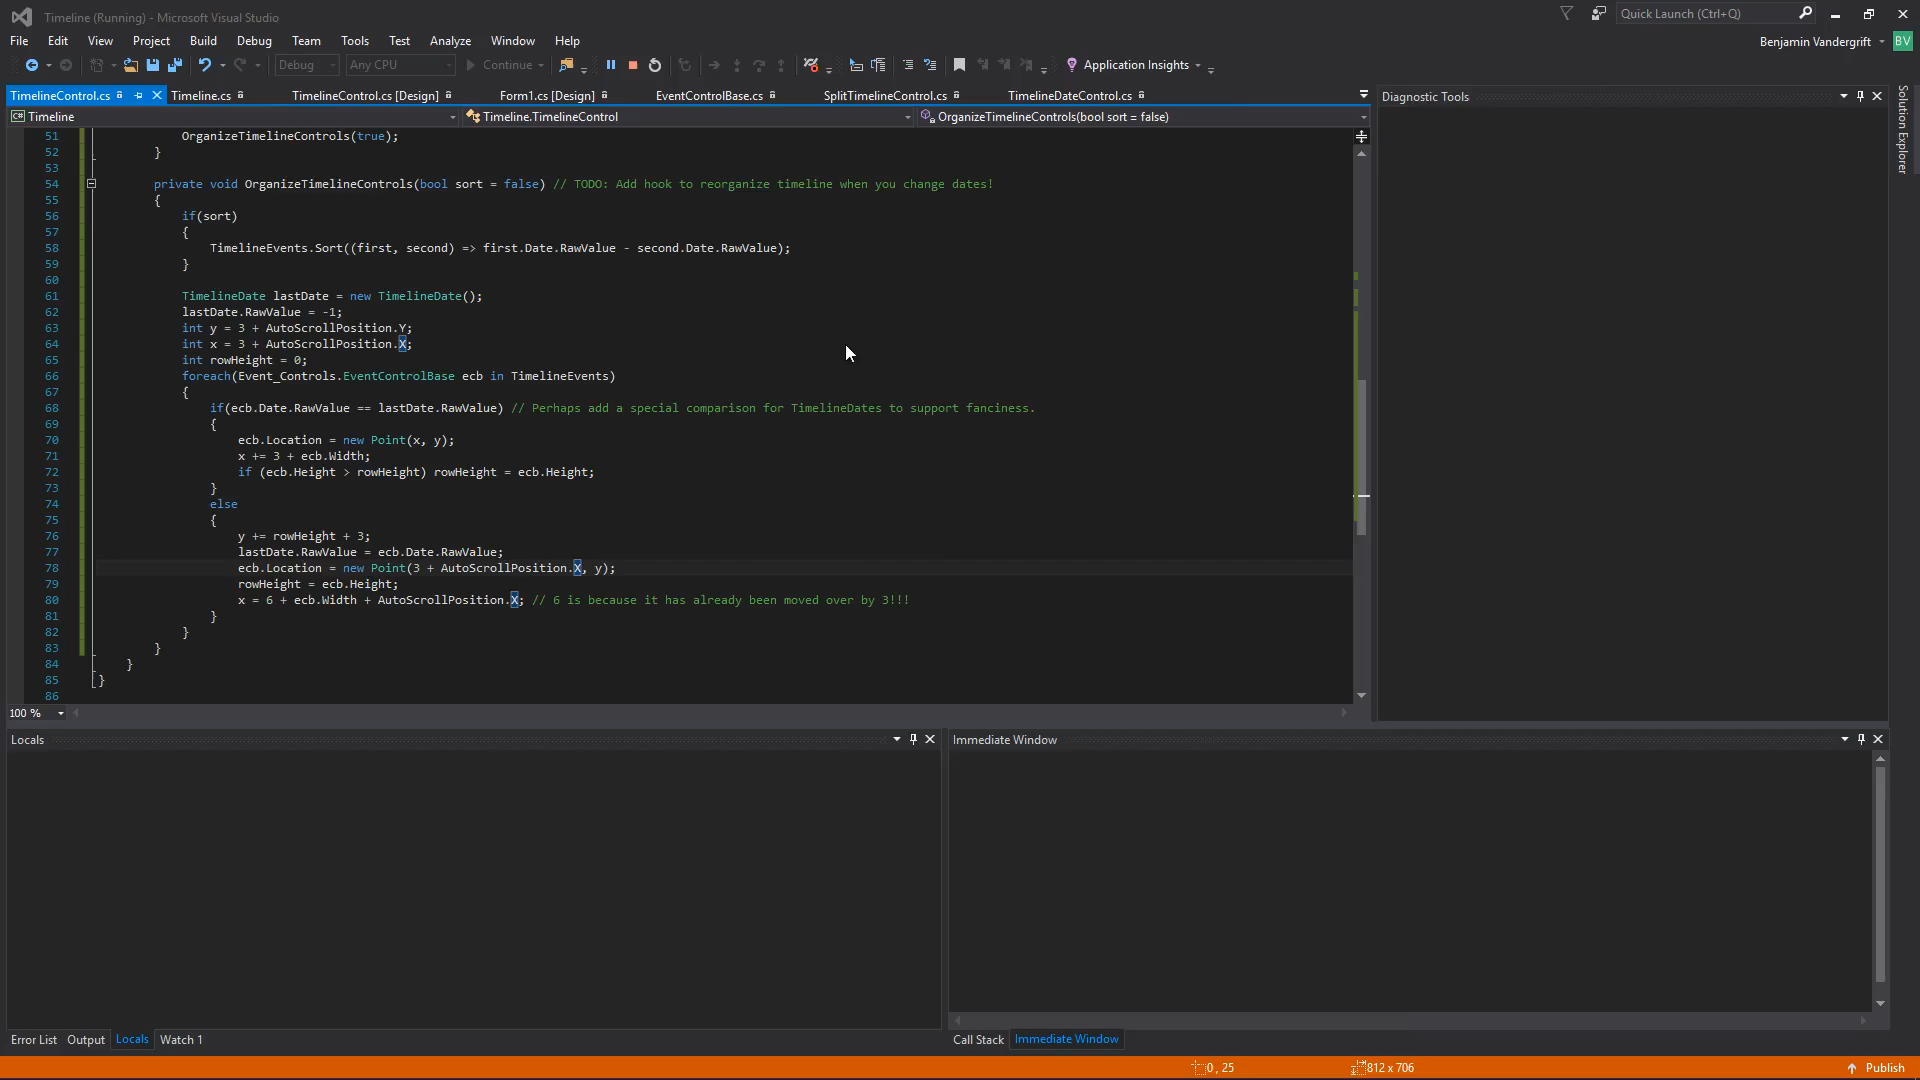 Timeline (Running) - Microsoft Visual Studio
Quick Launch (Ctrl+Q)
File Edit View Project Build Debug Team Tools Test Analyze Window Help
Benjamin Vandergrift BV
Debug Any CPU Continue Application Insights
TimelineControl.cs Timeline.cs TimelineControl.cs [Design] Form1.cs [Design] EventControlBase.cs SplitTimelineControl.cs TimelineDateControl.cs
Diagnostic Tools
Solution Explorer
C# Timeline Timeline.TimelineControl OrganizeTimelineControls(bool sort = false)
51 OrganizeTimelineControls(true);
52 }
53
54 private void OrganizeTimelineControls(bool sort = false) // TODO: Add hook to reorganize timeline when you change dates!
55 {
56 if(sort)
57 {
58 TimelineEvents.Sort((first, second) => first.Date.RawValue - second.Date.RawValue);
59 }
60
61 TimelineDate lastDate = new TimelineDate();
62 lastDate.RawValue = -1;
63 int y = 3 + AutoScrollPosition.Y;
64 int x = 3 + AutoScrollPosition.X;
65 int rowHeight = 0;
66 foreach(Event_Controls.EventControlBase ecb in TimelineEvents)
67 {
68 if(ecb.Date.RawValue == lastDate.RawValue) // Perhaps add a special comparison for TimelineDates to support fanciness.
69 {
70 ecb.Location = new Point(x, y);
71 x += 3 + ecb.Width;
72 if (ecb.Height > rowHeight) rowHeight = ecb.Height;
73 }
74 else
75 {
76 y += rowHeight + 3;
77 lastDate.RawValue = ecb.Date.RawValue;
78 ecb.Location = new Point(3 + AutoScrollPosition.X, y);
79 rowHeight = ecb.Height;
80 x = 6 + ecb.Width + AutoScrollPosition.X; // 6 is because it has already been moved over by 3!!!
81 }
82 }
83 }
84 }
85 }
86
100 %
Locals
Immediate Window
Error List Output Locals Watch 1
Call Stack Immediate Window
0 , 25
812 x 706
Publish